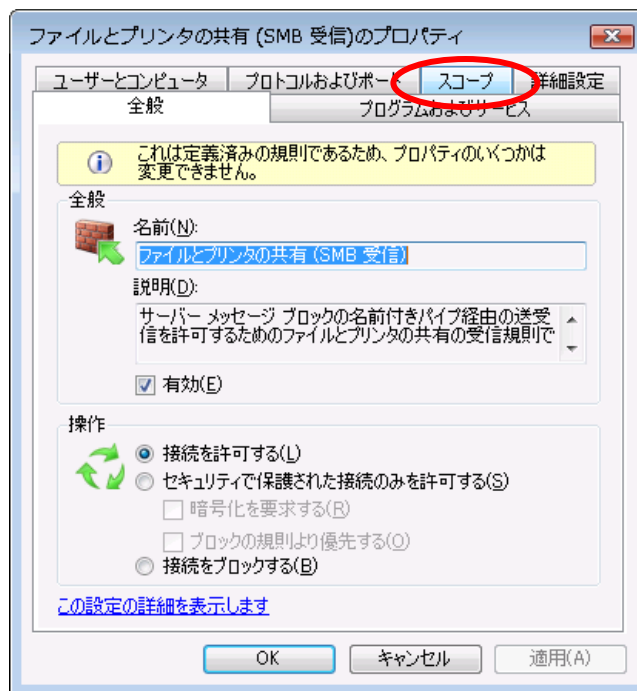 ファイルとプリンタの共有 (SMB 受信)のプロパティ
ユーザーとコンピュータ
プロトコルおよびポート
スコープ
詳細設定
全般
プログラムおよびサービス
これは定義済みの規則であるため、プロパティのいくつかは
変更できません。
全般
名前(N):
ファイルとプリンタの共有 (SMB 受信)
説明(D):
サーバー メッセージ ブロックの名前付きパイプ経由の送受
信を許可するためのファイルとプリンタの共有の受信規則で
有効(E)
操作
接続を許可する(L)
セキュリティで保護された接続のみを許可する(S)
暗号化を要求する(R)
ブロックの規則より優先する(O)
接続をブロックする(B)
この設定の詳細を表示します
OK
キャンセル
適用(A)